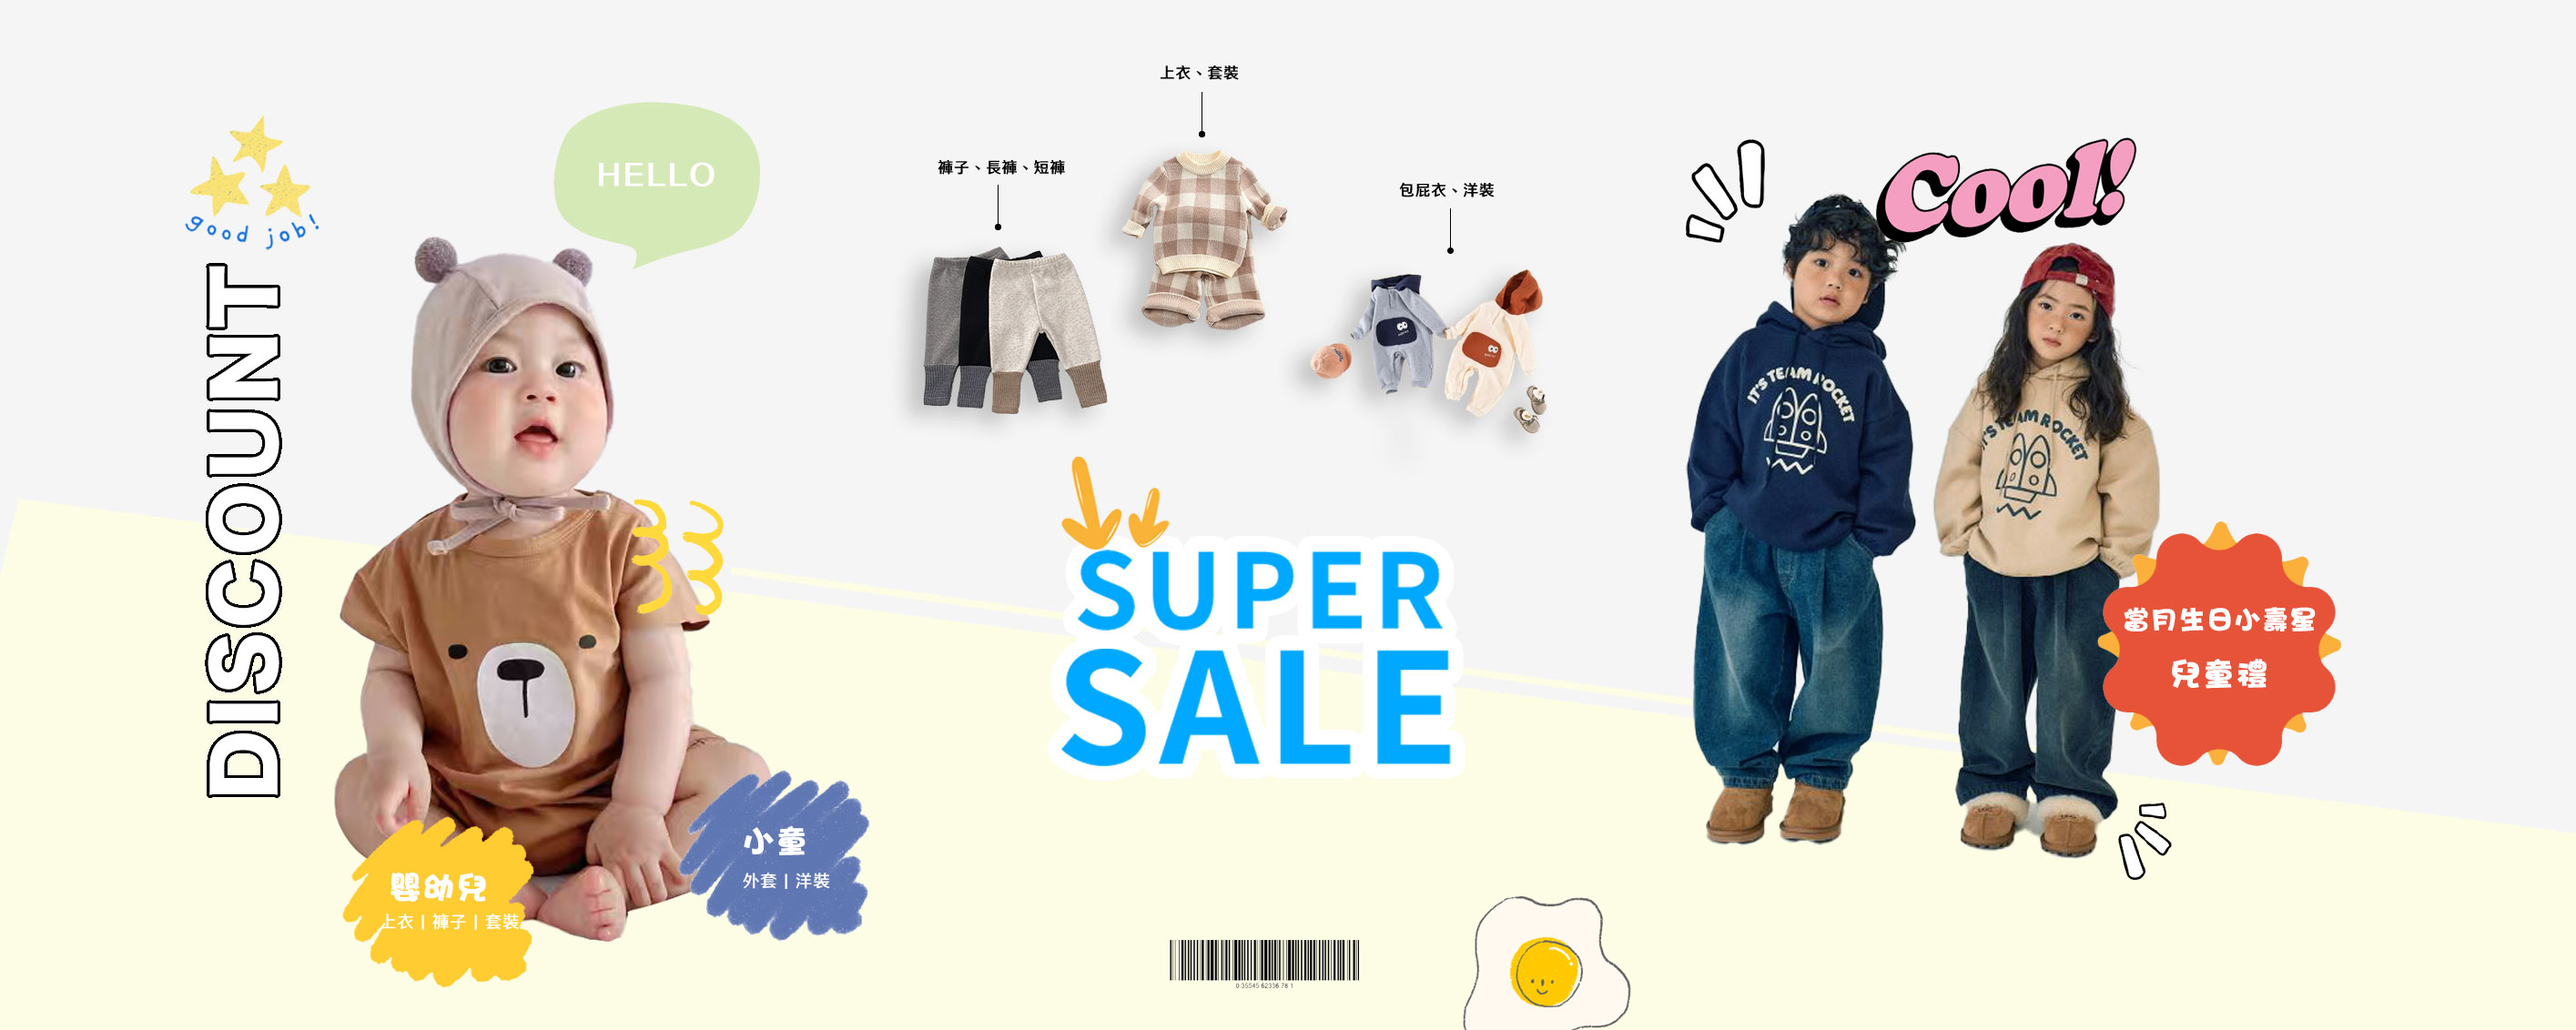 good job!
DISCOUNT
HELLO
上衣、套裝
褲子、長褲、短褲
包屁衣、洋裝
Cool!
IT'S TEAM ROCKET
IT'S TEAM ROCKET
SUPER
SALE
當月生日小壽星
兒童禮
小童
外套 | 洋裝
嬰幼兒
上衣 | 褲子 | 套裝
0 35545 62336 78 1